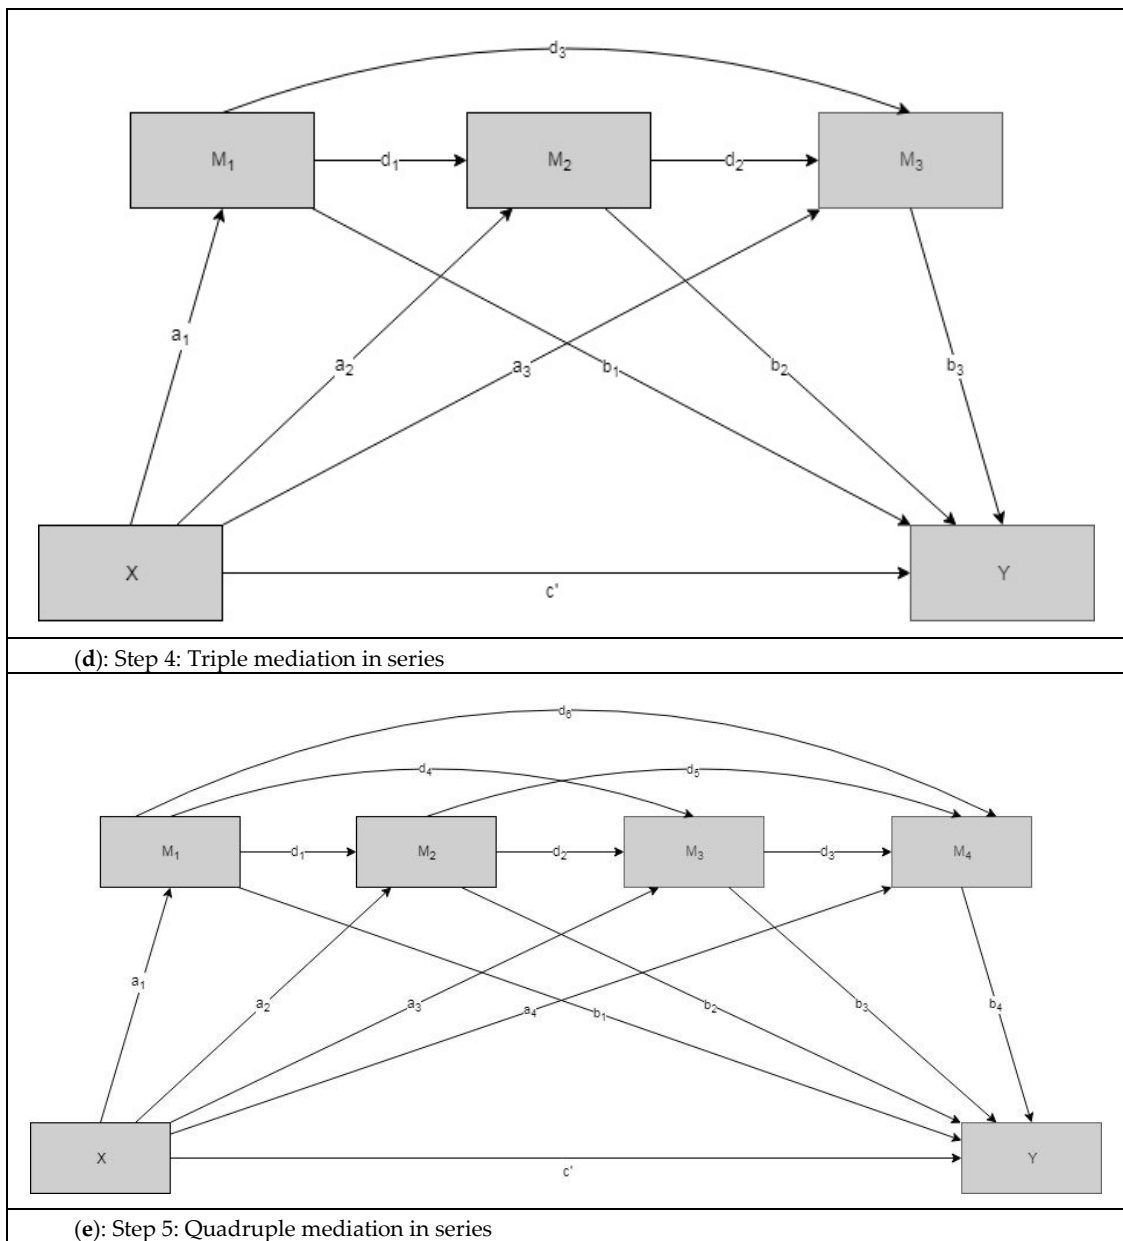 d₃
M₁ d₁ M₂ d₂ M₃
a₁ a₂ a₃ b₁ b₂ b₃
X c' Y
(d): Step 4: Triple mediation in series
d₆
d₄ d₅
M₁ d₁ M₂ d₂ M₃ d₃ M₄
a₁ a₂ a₃ a₄ b₁ b₂ b₃ b₄
X c' Y
(e): Step 5: Quadruple mediation in series